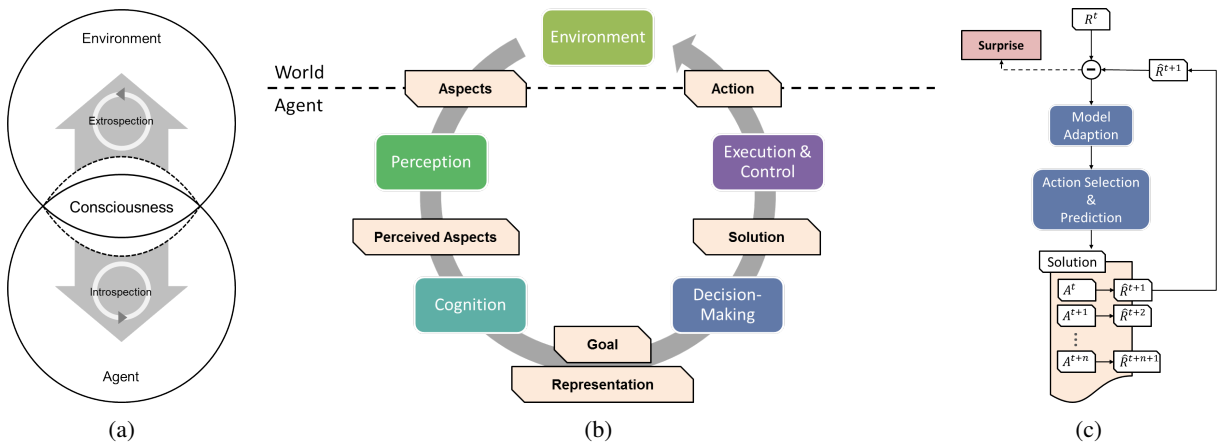 Environment
Extrospection
Consciousness
Introspection
Agent
(a)
Environment
World
Agent
Aspects
Action
Perception
Execution &
Control
Perceived Aspects
Solution
Cognition
Decision-
Making
Goal
Representation
(b)
R^t
Surprise
−
R̂^{t+1}
Model
Adaption
Action Selection
&
Prediction
Solution
A^t R̂^{t+1}
A^{t+1} R̂^{t+2}
⋮
A^{t+n} R̂^{t+n+1}
(c)